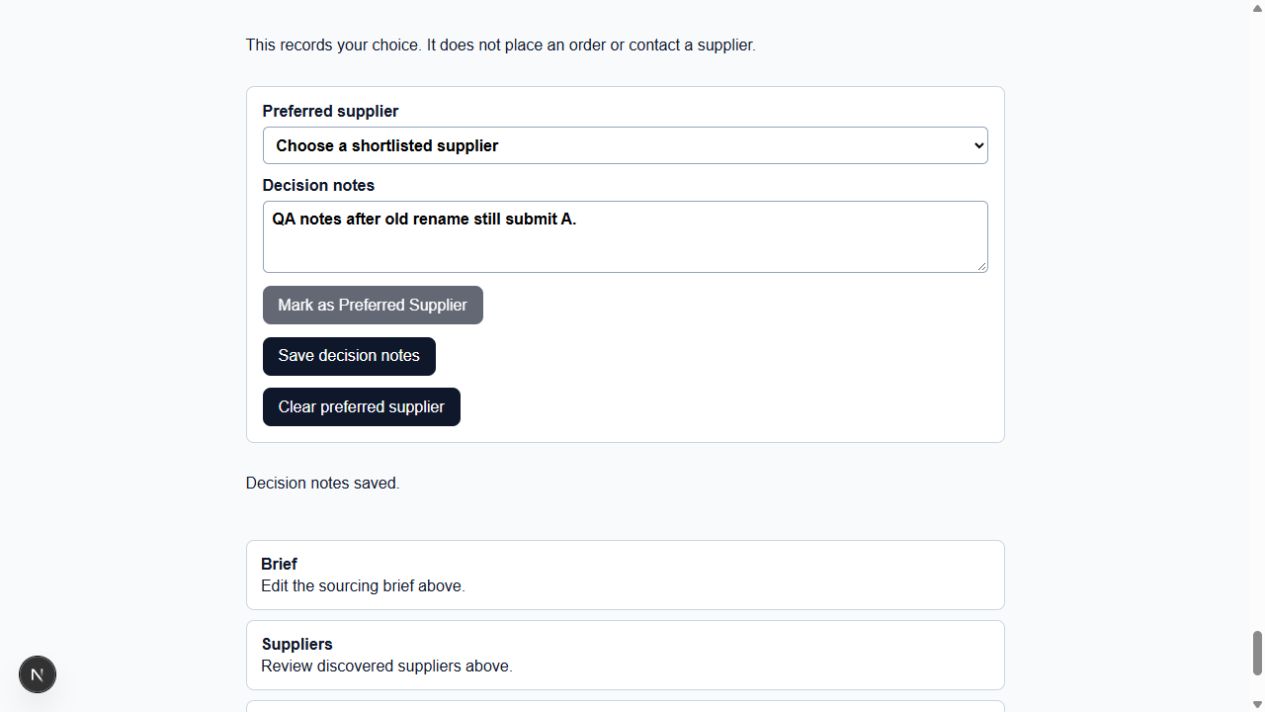 This records your choice. It does not place an order or contact a supplier.
Preferred supplier
Choose a shortlisted supplier
Decision notes
QA notes after old rename still submit A.
Mark as Preferred Supplier
Save decision notes
Clear preferred supplier
Decision notes saved.
Brief
Edit the sourcing brief above.
Suppliers
Review discovered suppliers above.
N